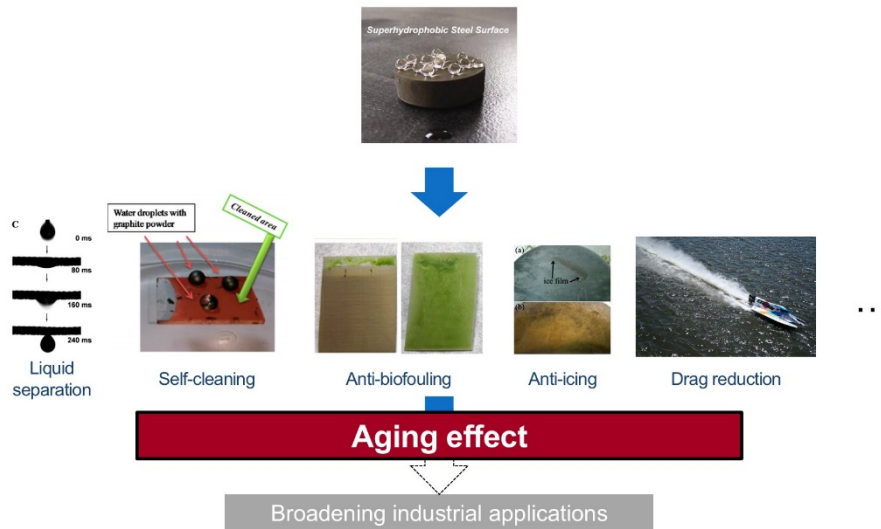 Superhydrophobic Steel Surface
C
0 ms
80 ms
160 ms
240 ms
Water droplets with
graphite powder
Cleaned area
(a)
ice film
(b)
Liquid
separation
Self-cleaning
Anti-biofouling
Anti-icing
Drag reduction
..
Aging effect
Broadening industrial applications